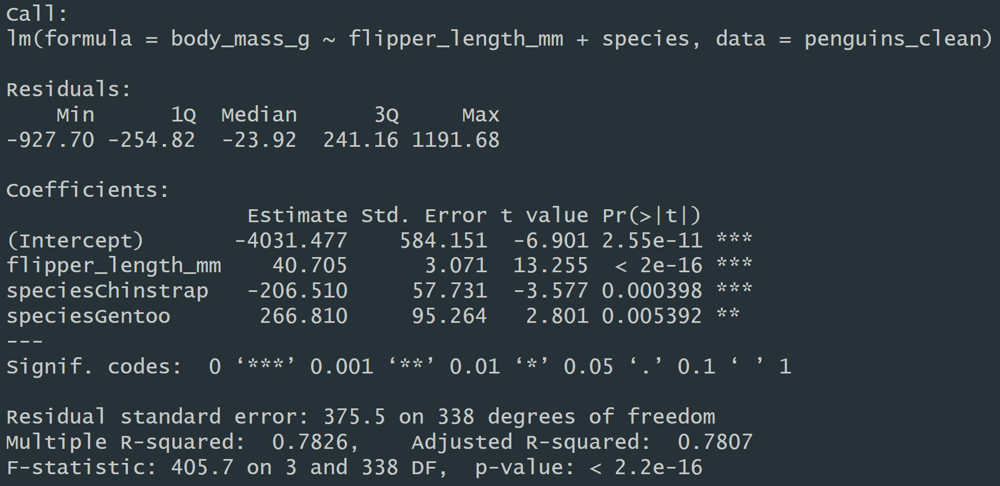 Call:
lm(formula = body_mass_g ~ flipper_length_mm + species, data = penguins_clean)

Residuals:
    Min      1Q  Median      3Q     Max
-927.70 -254.82  -23.92  241.16 1191.68

Coefficients:
                   Estimate Std. Error t value Pr(>|t|)
(Intercept)       -4031.477    584.151  -6.901 2.55e-11 ***
flipper_length_mm    40.705      3.071  13.255  < 2e-16 ***
speciesChinstrap   -206.510     57.731  -3.577 0.000398 ***
speciesGentoo       266.810     95.264   2.801 0.005392 **
---
Signif. codes:  0 ‘***’ 0.001 ‘**’ 0.01 ‘*’ 0.05 ‘.’ 0.1 ‘ ’ 1

Residual standard error: 375.5 on 338 degrees of freedom
Multiple R-squared:  0.7826,    Adjusted R-squared:  0.7807
F-statistic: 405.7 on 3 and 338 DF,  p-value: < 2.2e-16